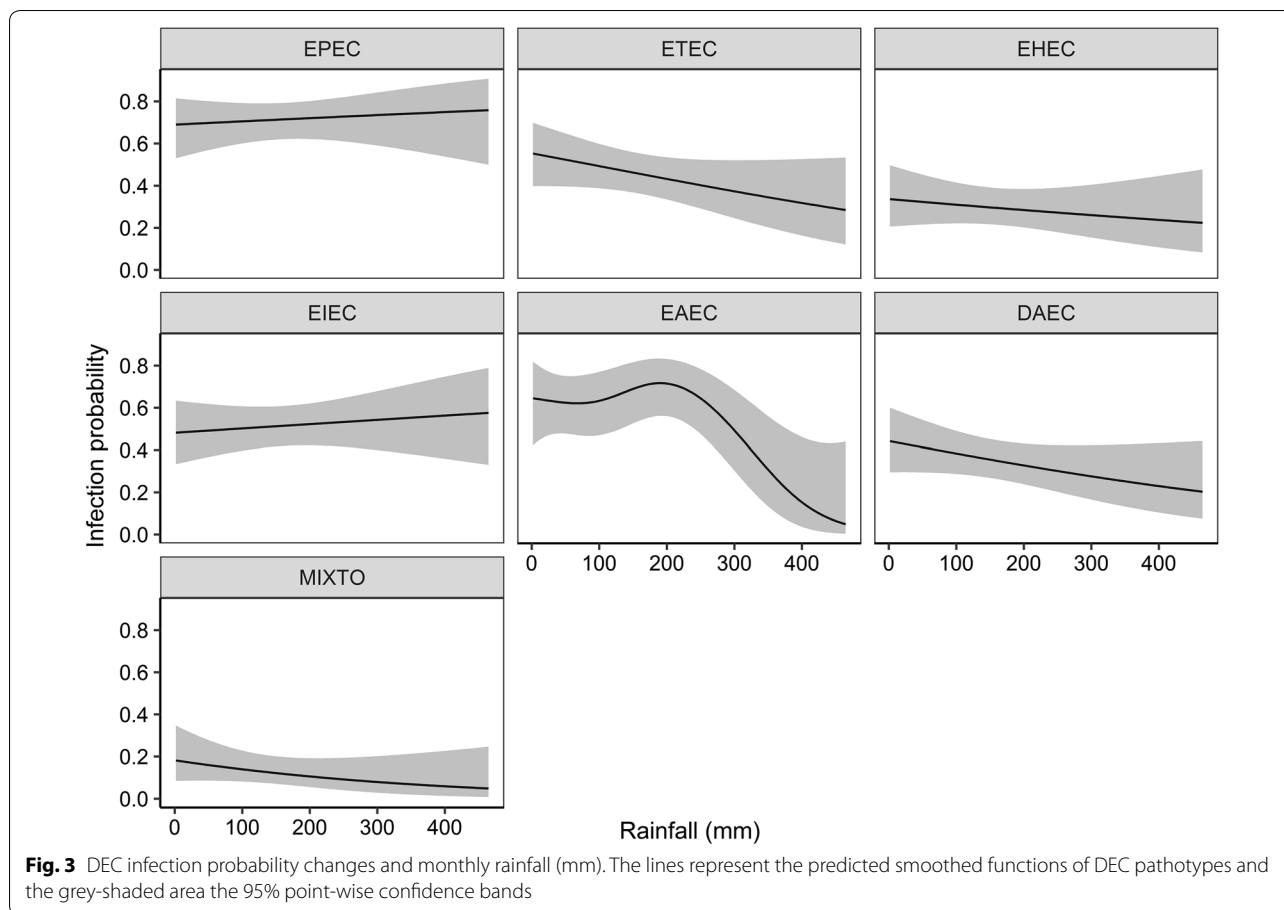 EPEC ETEC EHEC
0.8
0.6
0.4
0.2
0.0
EIEC EAEC DAEC
0.8
0.6
0.4
0.2
0.0
0 100 200 300 400 0 100 200 300 400
MIXTO
0.8
0.6
0.4
0.2
0.0
0 100 200 300 400
Infection probability
Rainfall (mm)
Fig. 3 DEC infection probability changes and monthly rainfall (mm). The lines represent the predicted smoothed functions of DEC pathotypes and
the grey-shaded area the 95% point-wise confidence bands